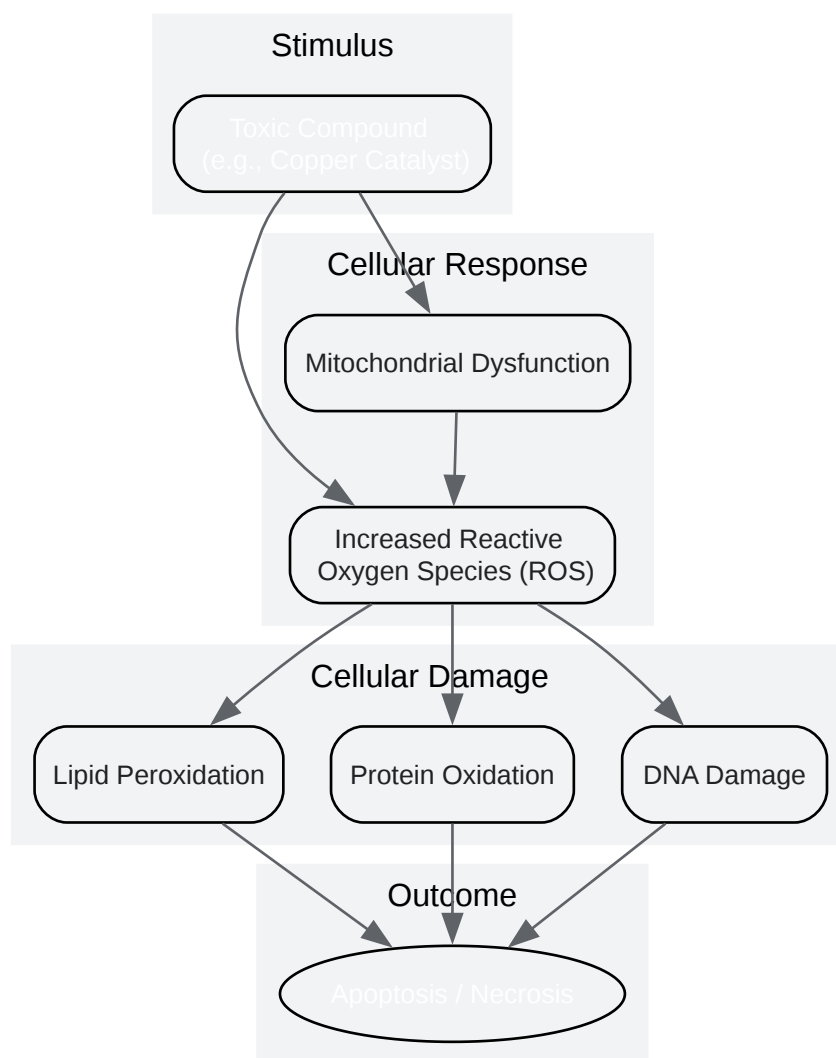 Stimulus
Toxic Compound
(e.g., Copper Catalyst)
Cellular Response
Mitochondrial Dysfunction
Increased Reactive
Oxygen Species (ROS)
Cellular Damage
Lipid Peroxidation
Protein Oxidation
DNA Damage
Outcome
Apoptosis / Necrosis